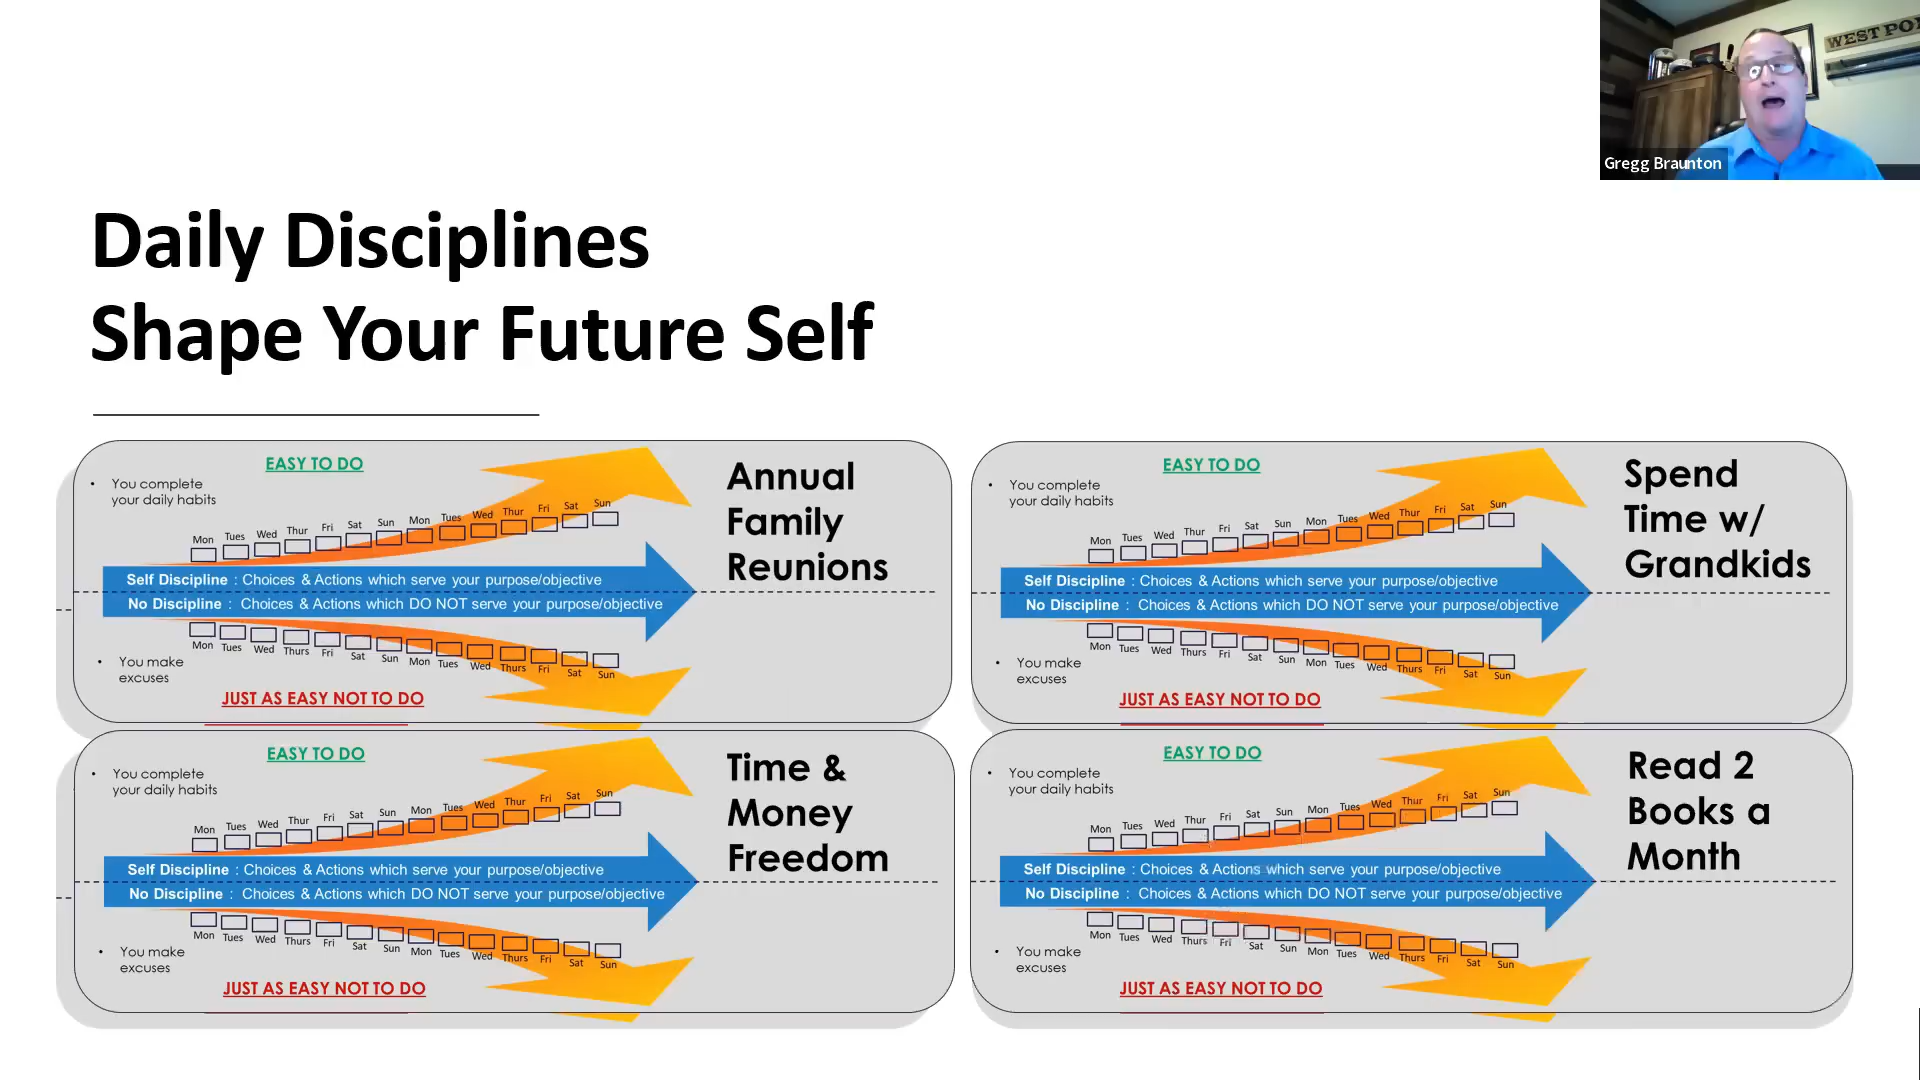 WEST PO
Gregg Braunton
Daily Disciplines
Shape Your Future Self
EASY TO DO
• You complete
your daily habits
Mon Tues Wed Thur Fri Sat Sun Mon Tues Wed Thur Fri Sat Sun
Self Discipline : Choices & Actions which serve your purpose/objective
No Discipline : Choices & Actions which DO NOT serve your purpose/objective
Mon Tues Wed Thurs Fri Sat Sun Mon Tues Wed Thurs Fri Sat Sun
• You make
excuses
JUST AS EASY NOT TO DO
Annual
Family
Reunions
EASY TO DO
• You complete
your daily habits
Mon Tues Wed Thur Fri Sat Sun Mon Tues Wed Thur Fri Sat Sun
Self Discipline : Choices & Actions which serve your purpose/objective
No Discipline : Choices & Actions which DO NOT serve your purpose/objective
Mon Tues Wed Thurs Fri Sat Sun Mon Tues Wed Thurs Fri Sat Sun
• You make
excuses
JUST AS EASY NOT TO DO
Spend
Time w/
Grandkids
EASY TO DO
• You complete
your daily habits
Mon Tues Wed Thur Fri Sat Sun Mon Tues Wed Thur Fri Sat Sun
Self Discipline : Choices & Actions which serve your purpose/objective
No Discipline : Choices & Actions which DO NOT serve your purpose/objective
Mon Tues Wed Thurs Fri Sat Sun Mon Tues Wed Thurs Fri Sat Sun
• You make
excuses
JUST AS EASY NOT TO DO
Time &
Money
Freedom
EASY TO DO
• You complete
your daily habits
Mon Tues Wed Thur Fri Sat Sun Mon Tues Wed Thur Fri Sat Sun
Self Discipline : Choices & Actions which serve your purpose/objective
No Discipline : Choices & Actions which DO NOT serve your purpose/objective
Mon Tues Wed Thurs Fri Sat Sun Mon Tues Wed Thurs Fri Sat Sun
• You make
excuses
JUST AS EASY NOT TO DO
Read 2
Books a
Month